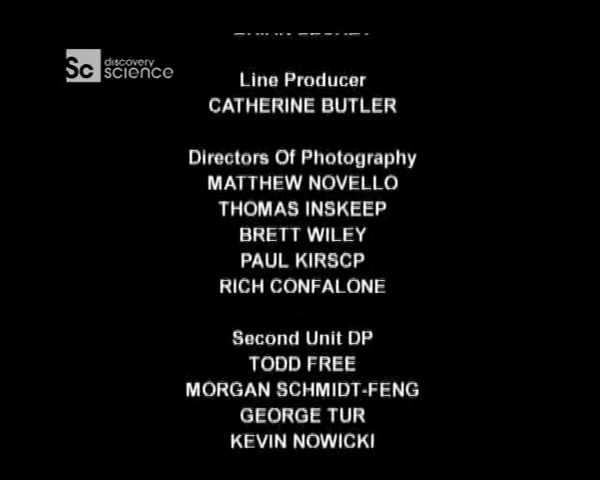 Sc discovery
science
Line Producer
CATHERINE BUTLER
Directors Of Photography
MATTHEW NOVELLO
THOMAS INSKEEP
BRETT WILEY
PAUL KIRSCP
RICH CONFALONE
Second Unit DP
TODD FREE
MORGAN SCHMIDT-FENG
GEORGE TUR
KEVIN NOWICKI